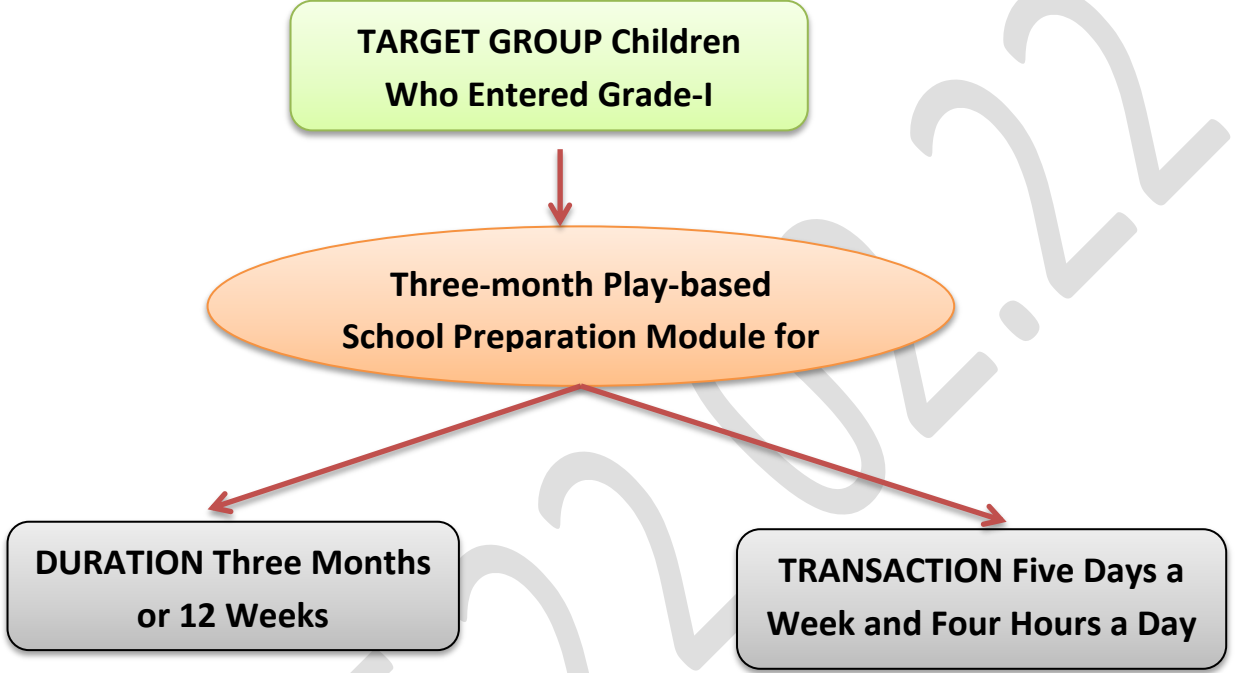 TARGET GROUP Children
Who Entered Grade-I
Three-month Play-based
School Preparation Module for
DURATION Three Months
or 12 Weeks
TRANSACTION Five Days a
Week and Four Hours a Day